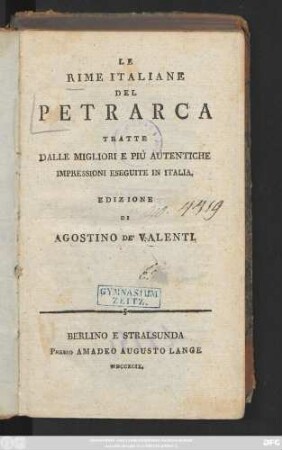 LE
RIME ITALIANE
DEL
PETRARCA
TRATTE
DALLE MIGLIORI E PIÙ AUTENTICHE
IMPRESSIONI ESEGUITE IN ITALIA.
EDIZIONE
DI
AGOSTINO DE' VALENTI.
GYMNASIUM
ZEITZ.
BERLINO E STRALSUNDA
PRESSO AMADEO AUGUSTO LANGE